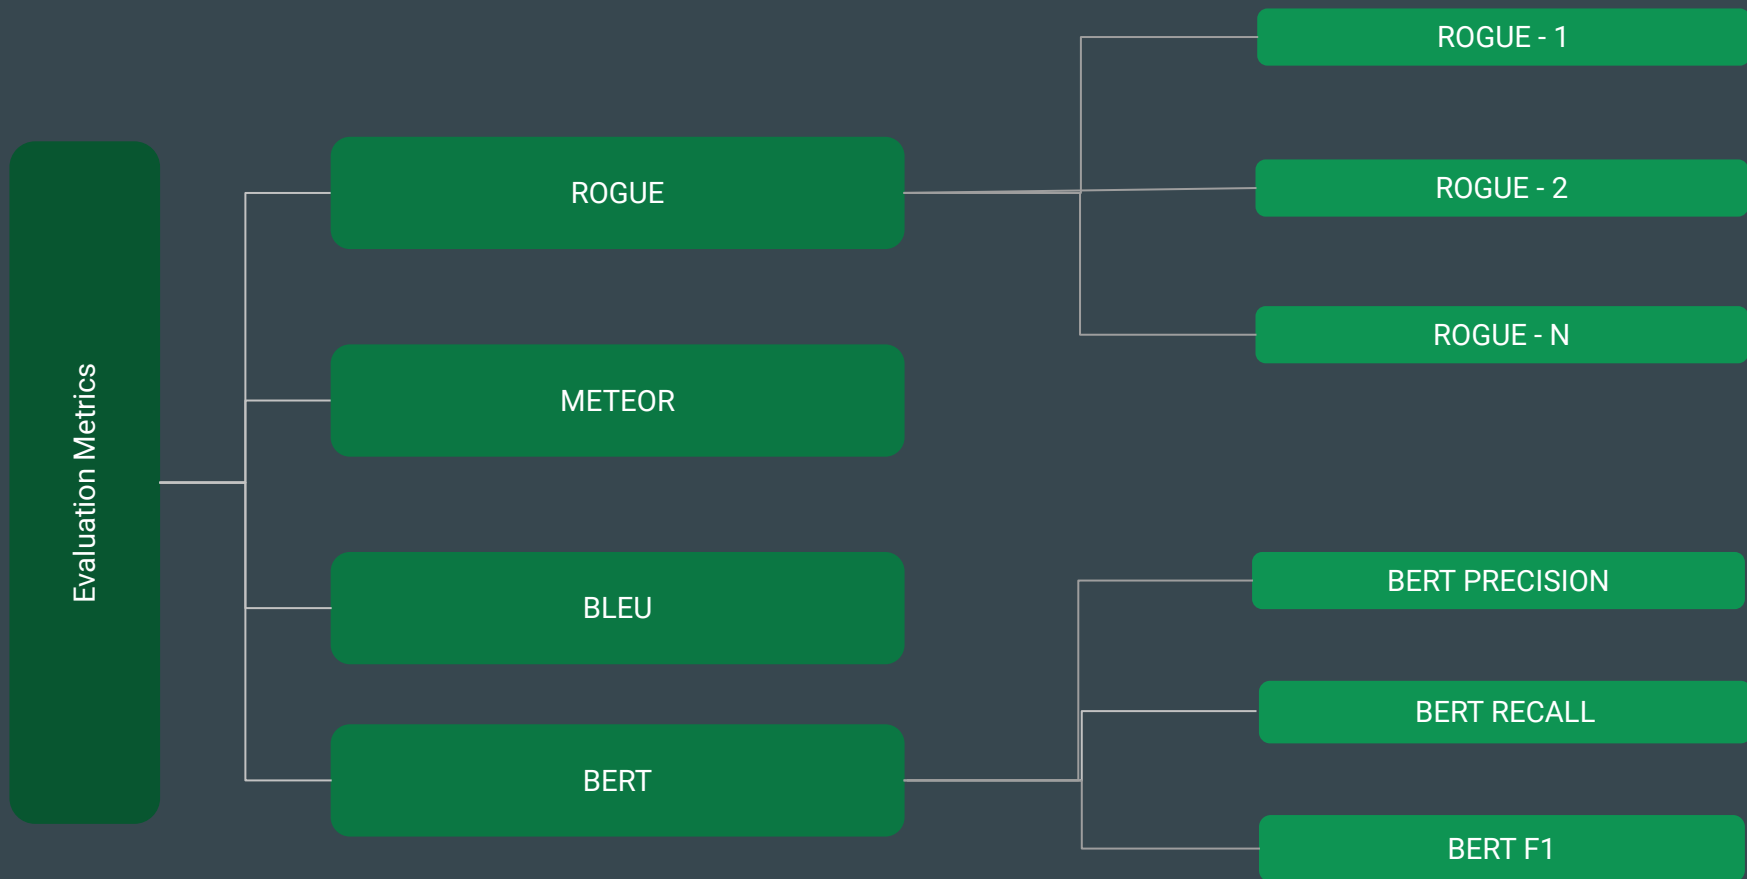 Evaluation Metrics
ROGUE
METEOR
BLEU
BERT
ROGUE - 1
ROGUE - 2
ROGUE - N
BERT PRECISION
BERT RECALL
BERT F1